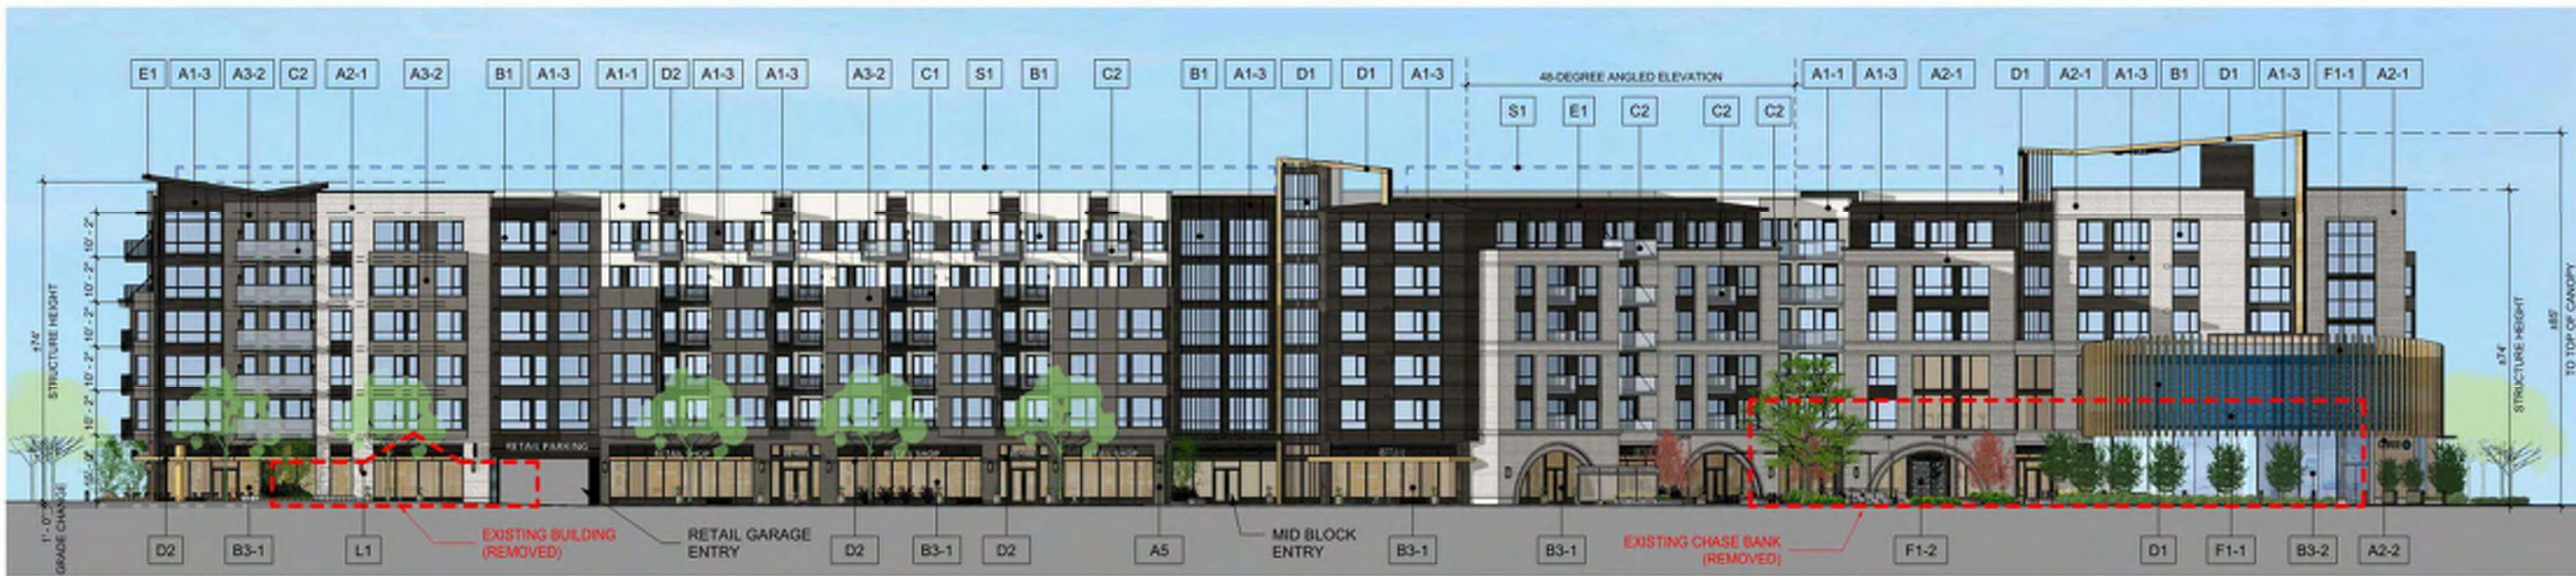 E1 A1-3 A3-2 C2 A2-1 A3-2 B1 A1-3 A1-1 D2 A1-3 A1-3 A3-2 C1 S1 B1 C2 B1 A1-3 D1 D1 A1-3
48-DEGREE ANGLED ELEVATION
A1-1 A1-3 A2-1 D1 A2-1 A1-3 B1 D1 A1-3 F1-1 A2-1
S1 E1 C2 C2 C2
±74'
STRUCTURE HEIGHT
10' - 2"
10' - 2"
10' - 2"
10' - 2"
10' - 2"
1' - 0"
GRADE CHANGE
±74'
STRUCTURE HEIGHT
±85'
TO TOP OF CANOPY
RETAIL PARKING
RETAIL SHOP
SHOP
SHOP
RETAIL
EXISTING BUILDING
(REMOVED)
RETAIL GARAGE
ENTRY
MID BLOCK
ENTRY
EXISTING CHASE BANK
(REMOVED)
D2 B3-1 L1 D2 B3-1 D2 A5 B3-1 B3-1 F1-2 D1 F1-1 B3-2 A2-2